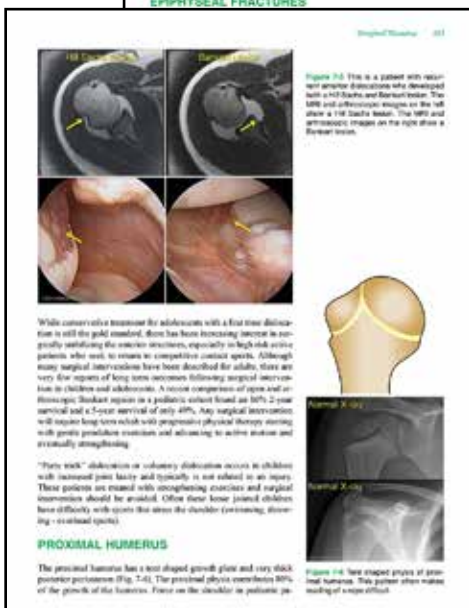 EPIPHYSEAL FRACTURES
Surgical
Hill Sachs
Bankart
Figure 7-5 This is a patient with recur-
rent anterior dislocations who developed
both a Hill Sachs and Bankart lesion. The
MRI and arthroscopic images on the left
show a Hill Sachs lesion. The MRI and
arthroscopic images on the right show a
Bankart lesion.
While conservative treatment for adolescents with a first time disloca-
tion is still the gold standard, there has been increasing interest in sur-
gically stabilizing the anterior structures, especially in high risk active
patients who wish to return to competitive contact sports. Although
many surgical interventions have been described for adults, there are
very few reports of long term outcomes following surgical interven-
tion in children and adolescents. A recent comparison of open and ar-
throscopic Bankart repairs in a pediatric cohort found an 86% 2-year
survival and a 5-year survival of only 49%. Any surgical intervention
will require long term rehab with progressive physical therapy starting
with gentle pendulum exercises and advancing to active motion and
eventually strengthening.
"Party trick" dislocation or voluntary dislocation occurs in children
with increased joint laxity and typically is not related to an injury.
These patients are treated with strengthening exercises and surgical
intervention should be avoided. Often these loose jointed children
have difficulty with sports that stress the shoulder (swimming, throw-
ing - overhead sports).
PROXIMAL HUMERUS
The proximal humerus has a tent shaped growth plate and very thick
posterior periosteum (Fig. 7-6). The proximal physis contributes 80%
of the growth of the humerus. Force on the shoulder in pediatric pa-
Normal X-ray
Normal X-ray
Figure 7-6 Tent shaped physis of prox-
imal humerus. This pattern often makes
reading of x-rays difficult.